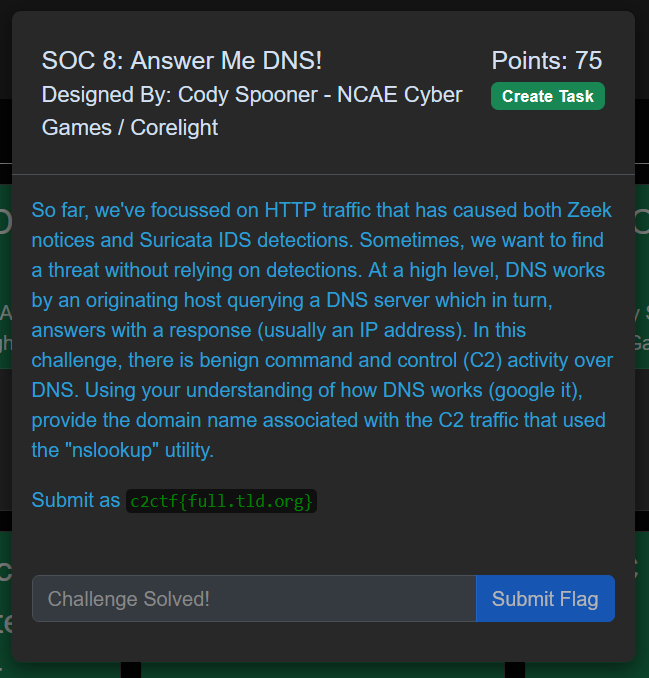 SOC 8: Answer Me DNS!
Points: 75
Designed By: Cody Spooner - NCAE Cyber
Games / Corelight
Create Task
So far, we've focussed on HTTP traffic that has caused both Zeek
notices and Suricata IDS detections. Sometimes, we want to find
a threat without relying on detections. At a high level, DNS works
by an originating host querying a DNS server which in turn,
answers with a response (usually an IP address). In this
challenge, there is benign command and control (C2) activity over
DNS. Using your understanding of how DNS works (google it),
provide the domain name associated with the C2 traffic that used
the "nslookup" utility.
Submit as c2ctf{full.tld.org}
Challenge Solved!
Submit Flag